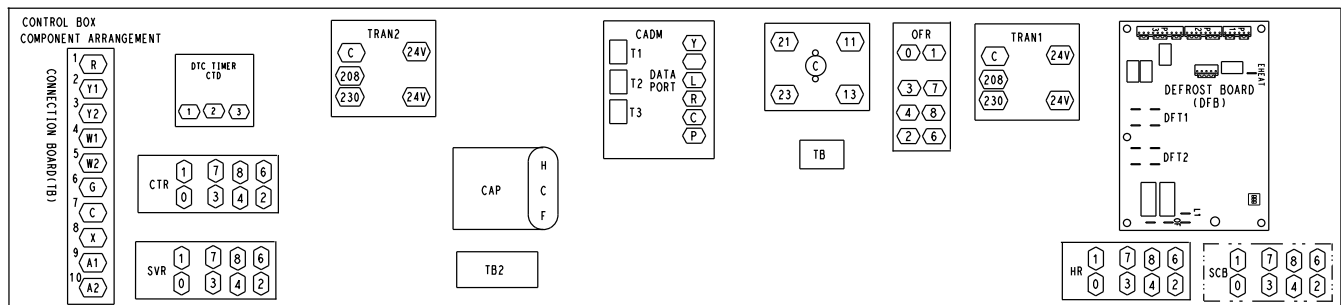 CONTROL BOX
COMPONENT ARRANGEMENT
CONNECTION BOARD(TB)
1 R
2 Y1
3 Y2
4 W1
5 W2
6 G
7 C
8 X
9 A1
10 A2
DTC TIMER
CTD
1 2 3
CTR
1 7 8 6
0 3 4 2
SVR
1 7 8 6
0 3 4 2
TRAN2
C 24V
208
230 24V
CAP
H
C
F
TB2
CADM
T1
T2
T3
DATA
PORT
Y
L
R
C
P
21 11
C
23 13
TB
OFR
0 1
3 7
4 8
2 6
TRAN1
C 24V
208
230 24V
EHEAT
DEFROST BOARD
(DFB)
DFT1
DFT2
L1
HR
1 7 8 6
0 3 4 2
SCB
1 7 8 6
0 3 4 2